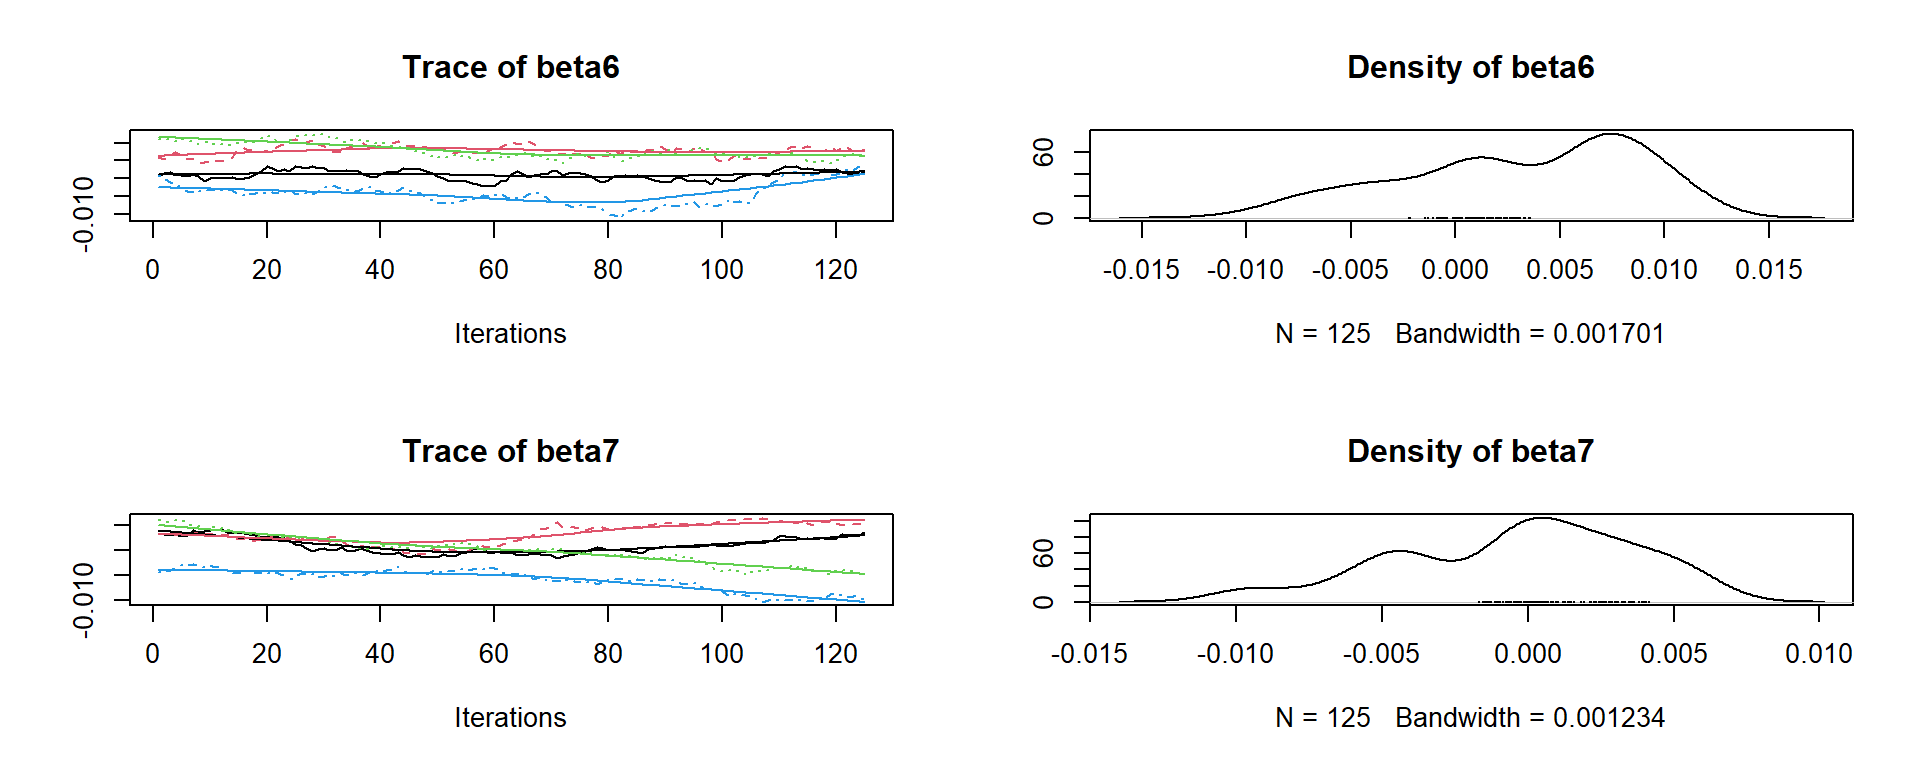 Trace of beta6
-0.010
0 20 40 60 80 100 120
Iterations
Density of beta6
0 60
-0.015 -0.010 -0.005 0.000 0.005 0.010 0.015
N = 125 Bandwidth = 0.001701
Trace of beta7
-0.010
0 20 40 60 80 100 120
Iterations
Density of beta7
0 60
-0.015 -0.010 -0.005 0.000 0.005 0.010
N = 125 Bandwidth = 0.001234